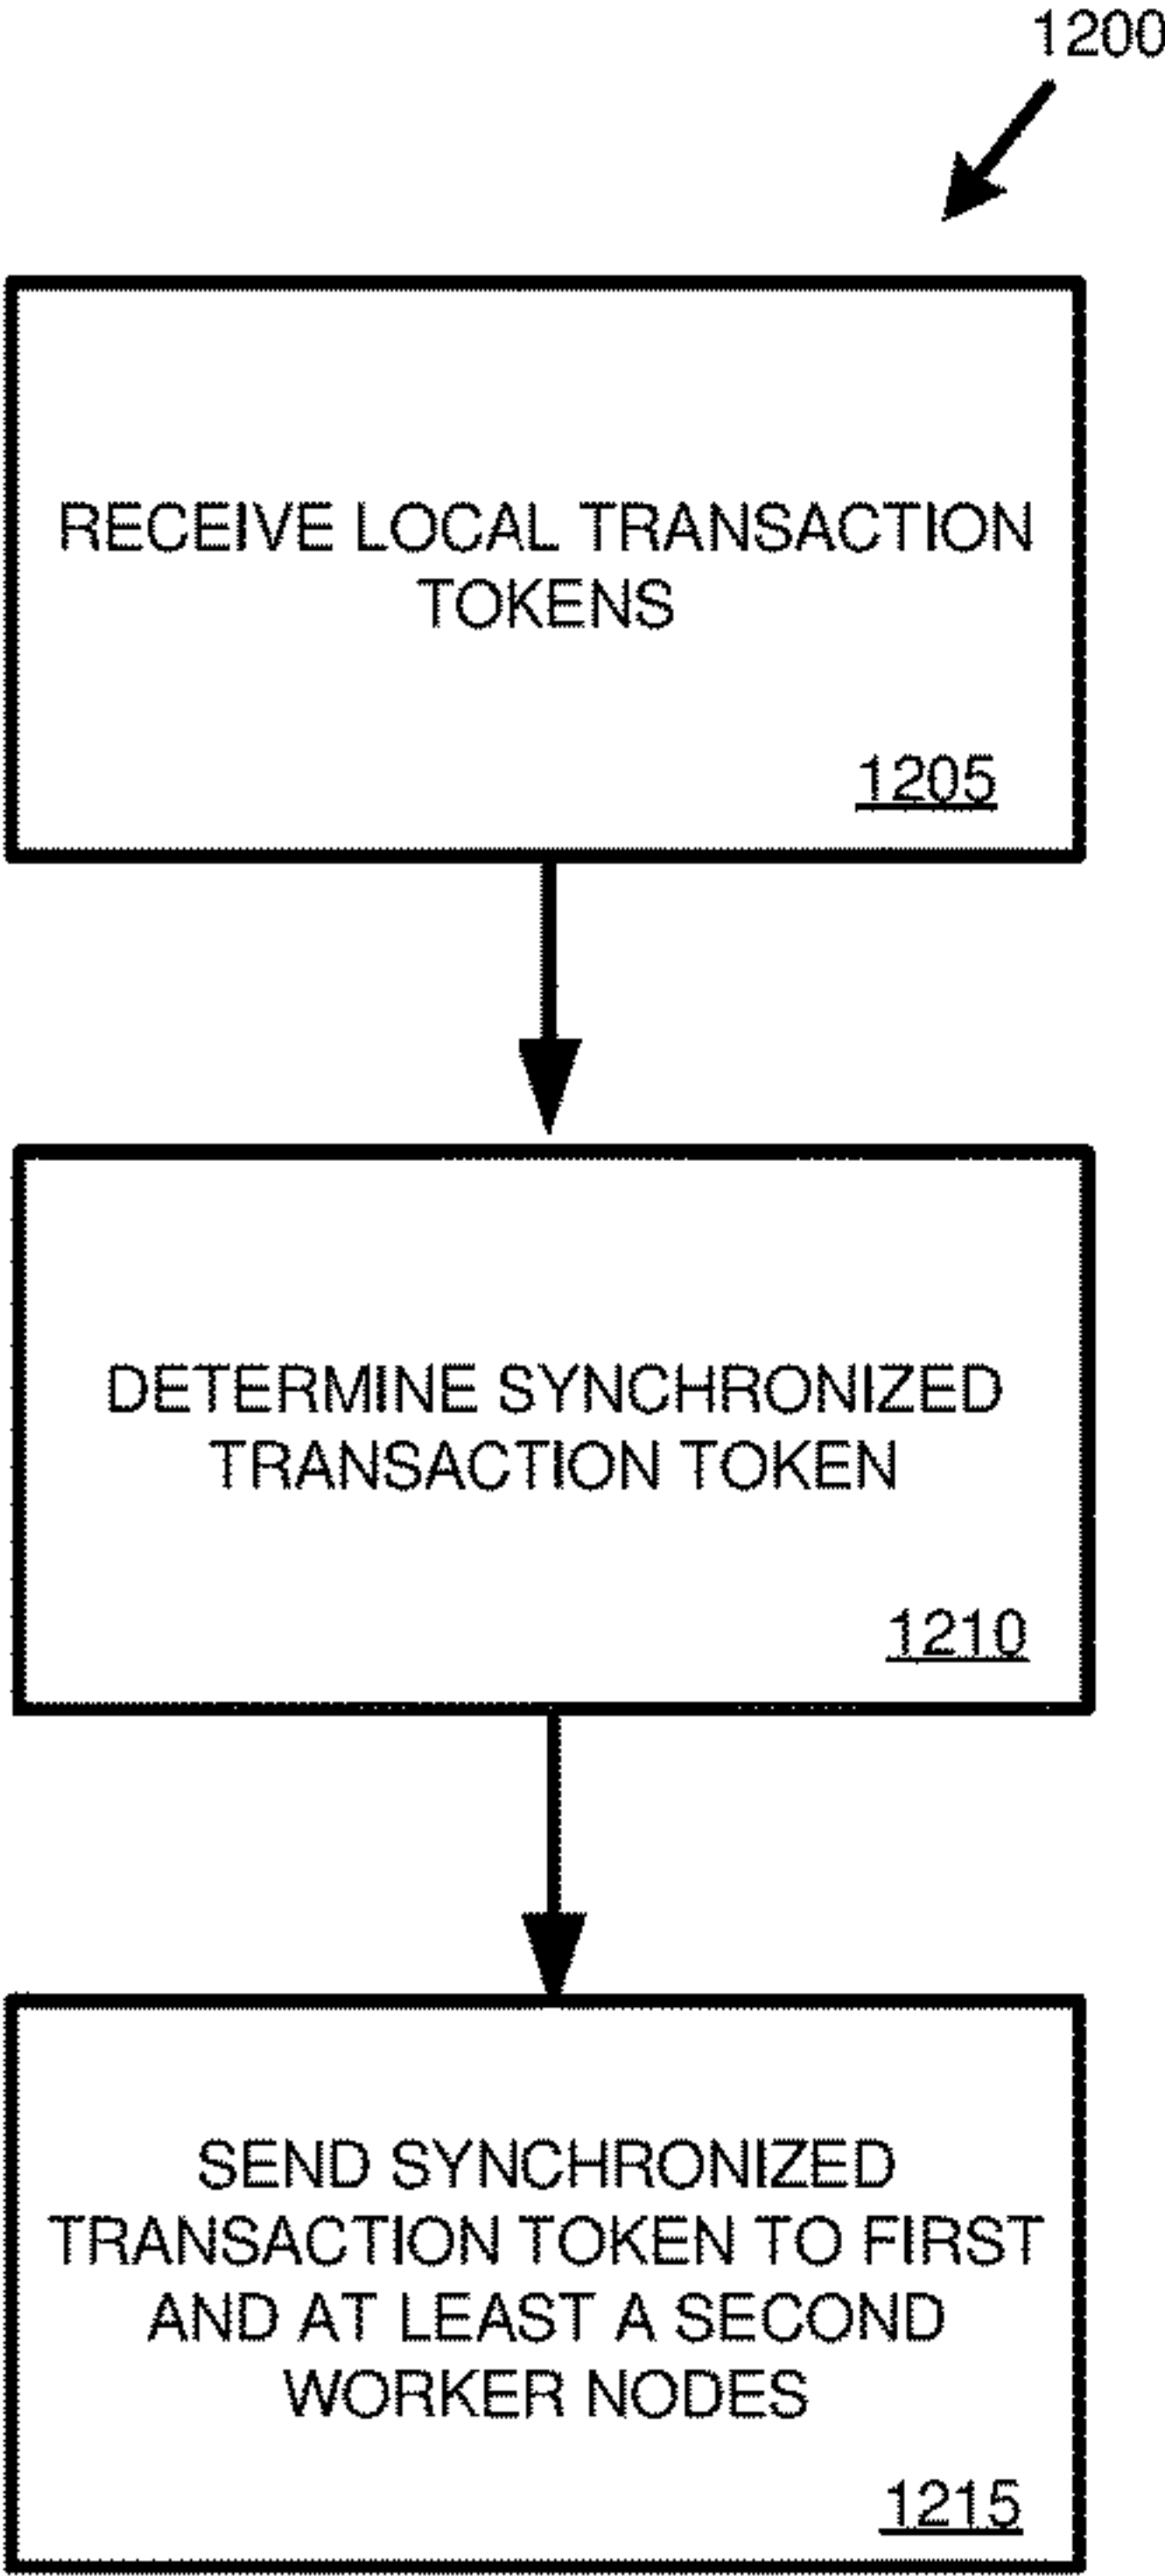 1200
RECEIVE LOCAL TRANSACTION
TOKENS
1205
DETERMINE SYNCHRONIZED
TRANSACTION TOKEN
1210
SEND SYNCHRONIZED
TRANSACTION TOKEN TO FIRST
AND AT LEAST A SECOND
WORKER NODES
1215